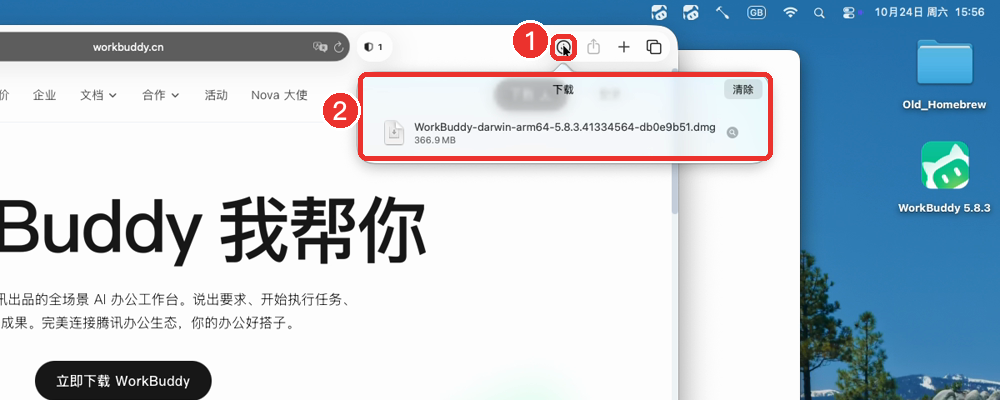 GB
10月24日 周六 15:56
workbuddy.cn
1
1
价
企业
文档
合作
活动
Nova 大使
2
下载
清除
WorkBuddy-darwin-arm64-5.8.3.41334564-db0e9b51.dmg
366.9 MB
Old_Homebrew
WorkBuddy 5.8.3
Buddy 我帮你
讯出品的全场景 AI 办公工作台。说出要求、开始执行任务、
成果。完美连接腾讯办公生态，你的办公好搭子。
立即下载 WorkBuddy